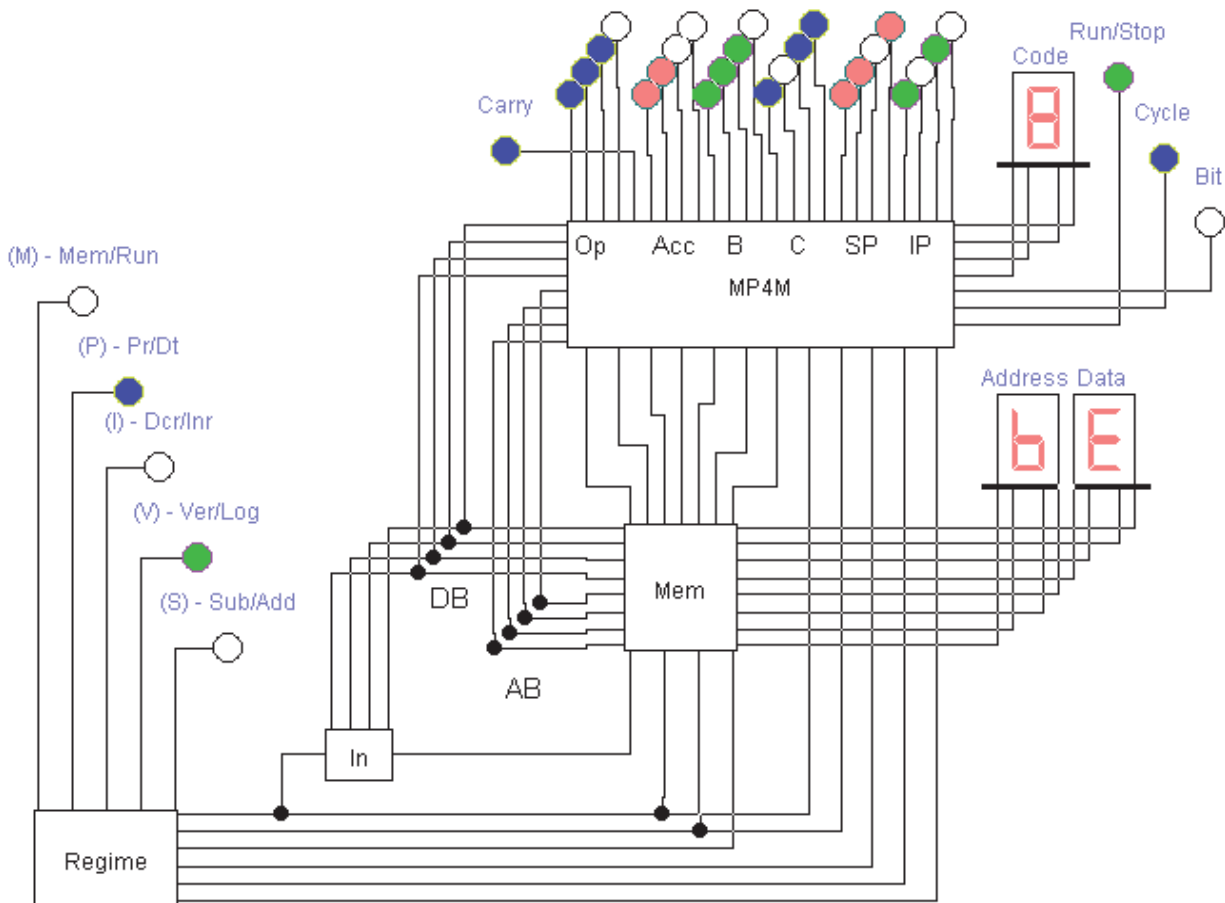 Run/Stop
Code
8
Carry
Cycle
Bit
Op Acc B C SP IP
MP4M
(M) - Mem/Run
(P) - Pr/Dt
(I) - Dcr/Inr
(V) - Ver/Log
(S) - Sub/Add
Address Data
b E
DB
Mem
AB
In
Regime